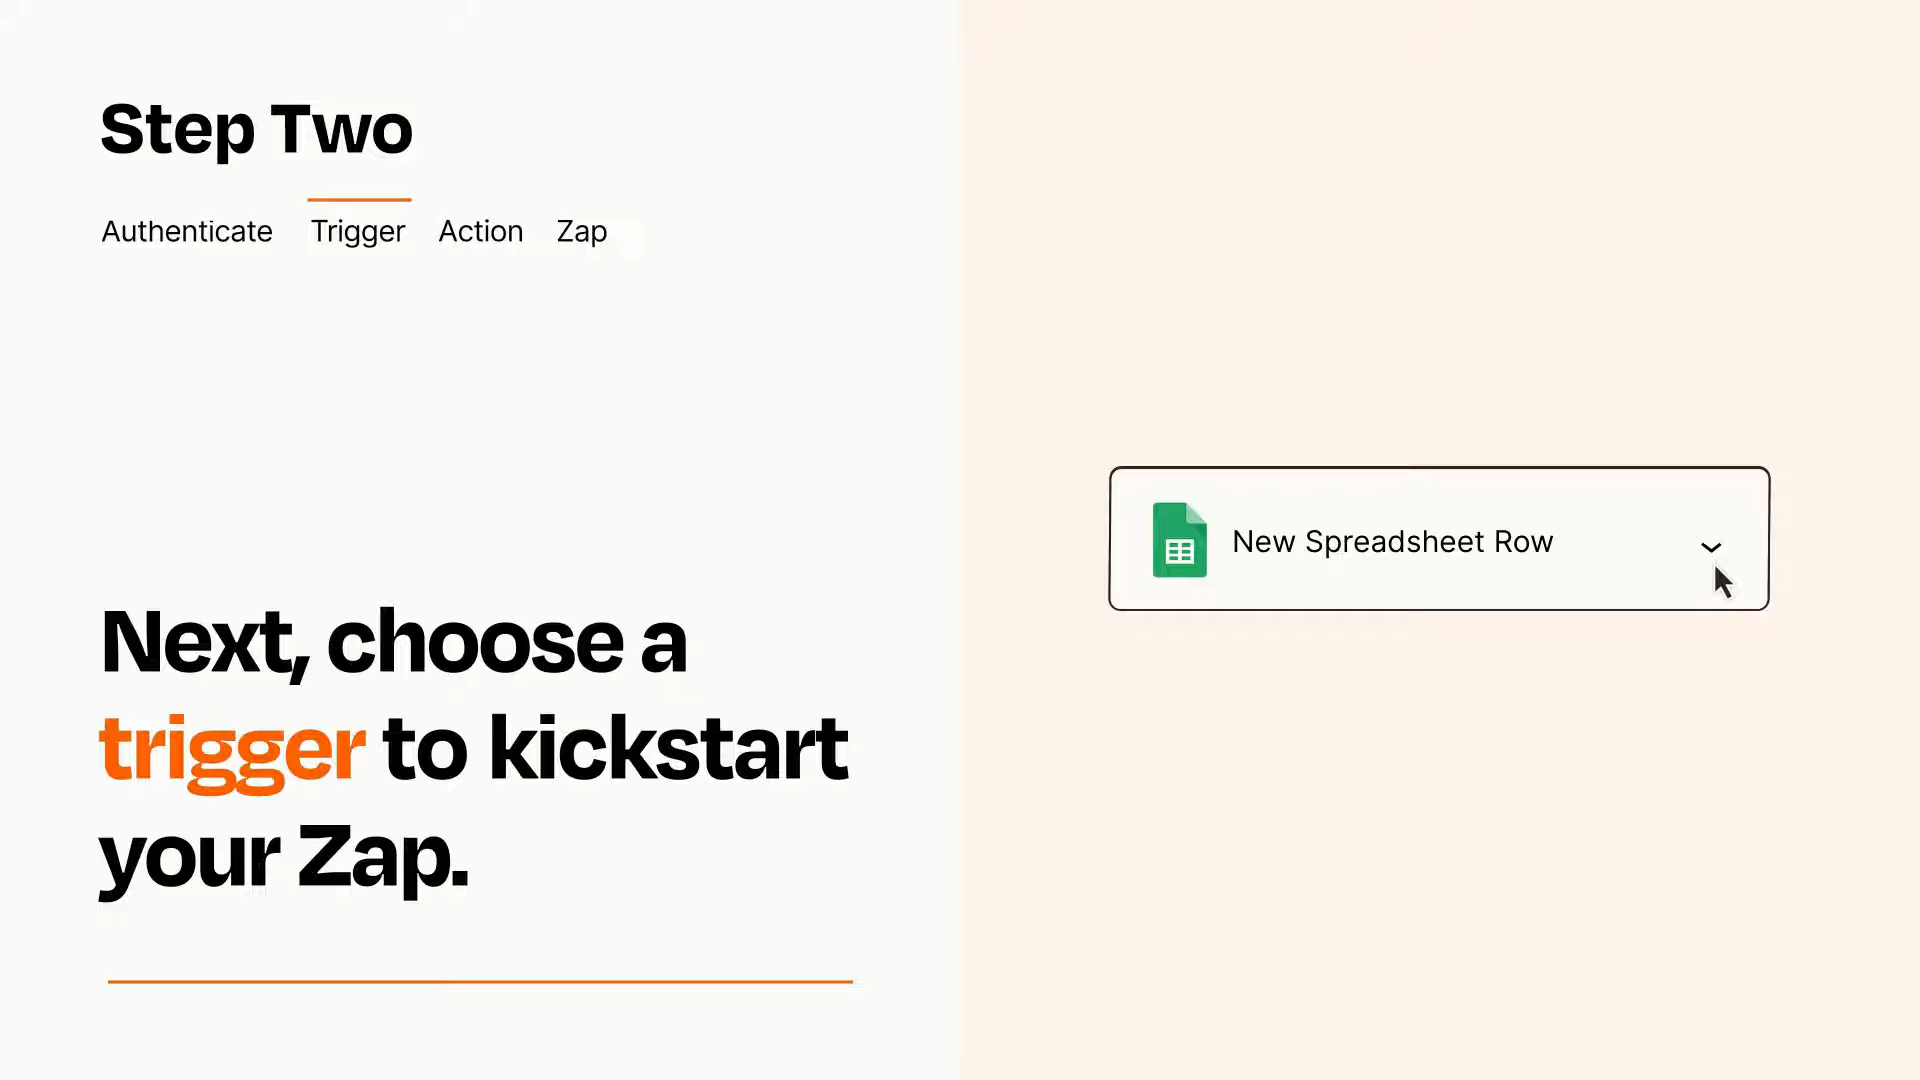 Step Two
Authenticate Trigger Action Zap
Next, choose a
trigger to kickstart
your Zap.
New Spreadsheet Row